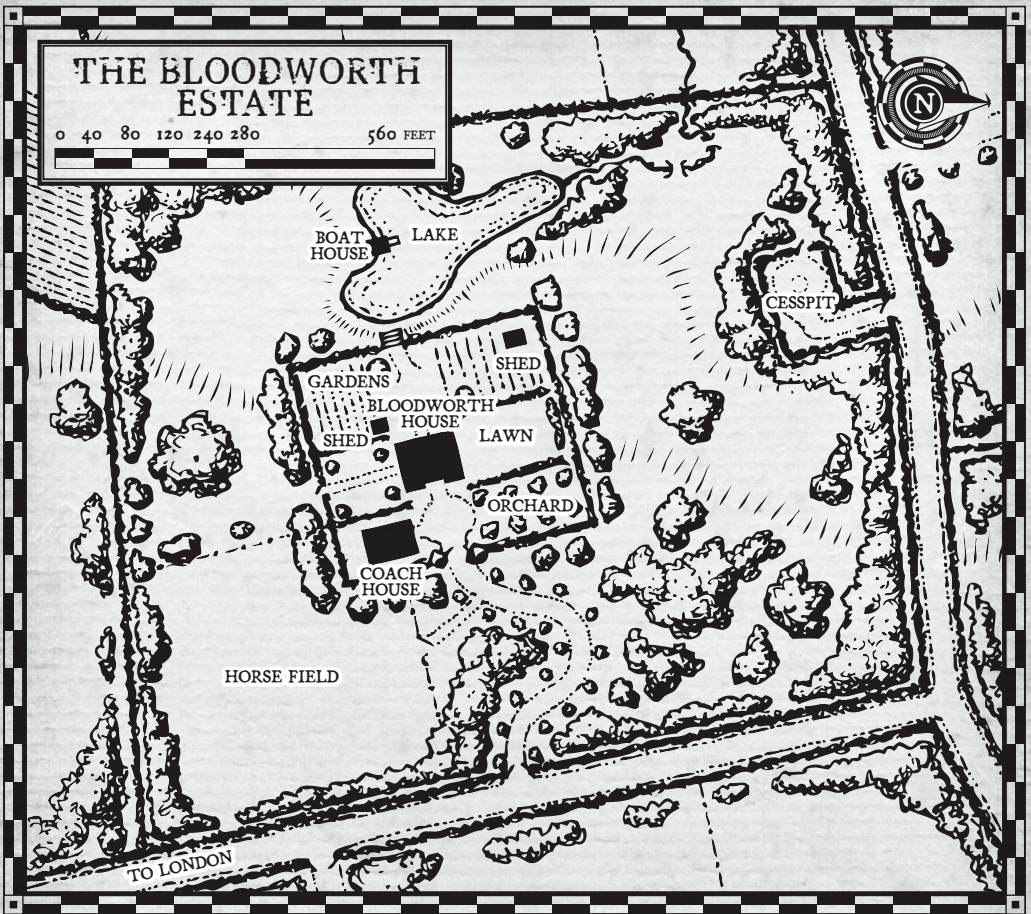 THE BLOODWORTH
ESTATE
0 40 80 120 240 280 560 FEET
N
BOAT
HOUSE
LAKE
CESSPIT
SHED
GARDENS
BLOODWORTH
HOUSE
SHED
LAWN
ORCHARD
COACH
HOUSE
HORSE FIELD
TO LONDON